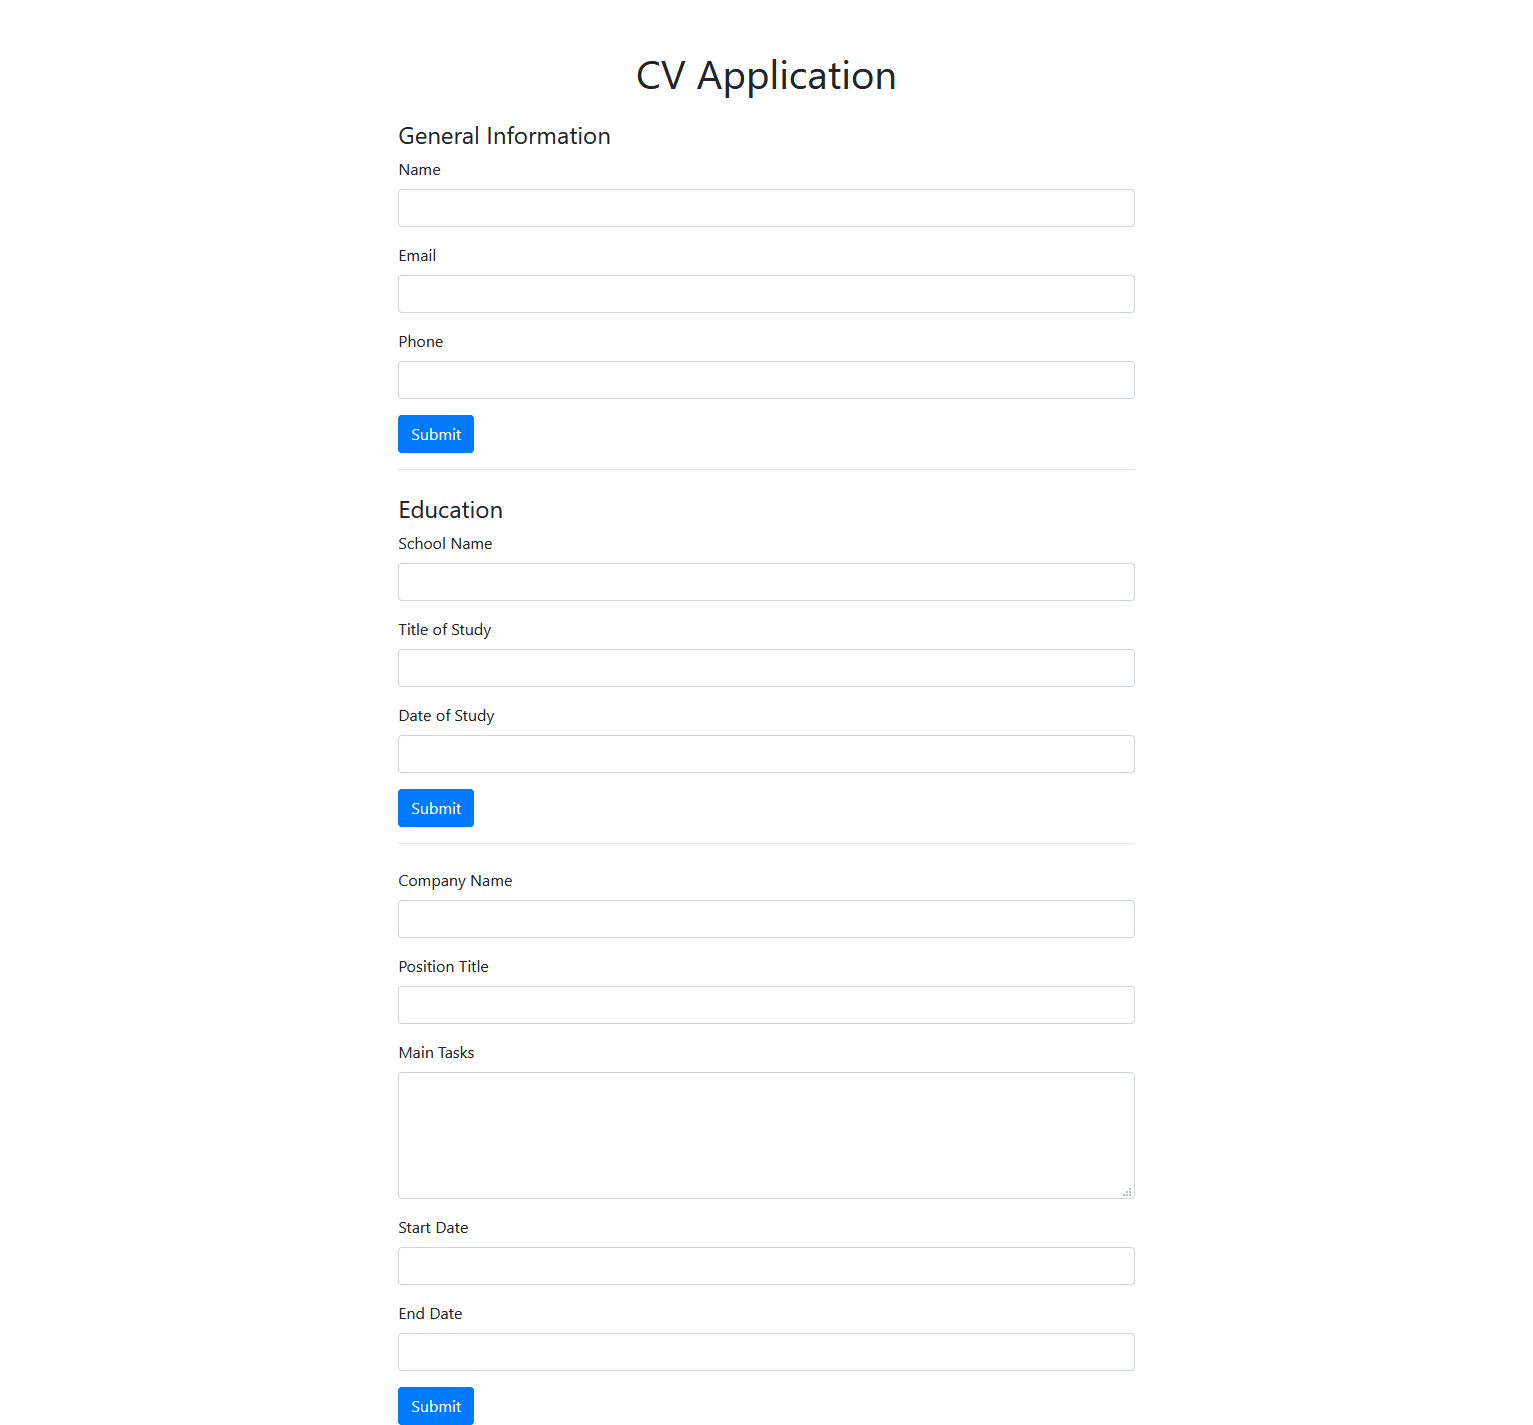 CV Application
General Information
Name
Email
Phone
Submit
Education
School Name
Title of Study
Date of Study
Submit
Company Name
Position Title
Main Tasks
Start Date
End Date
Submit